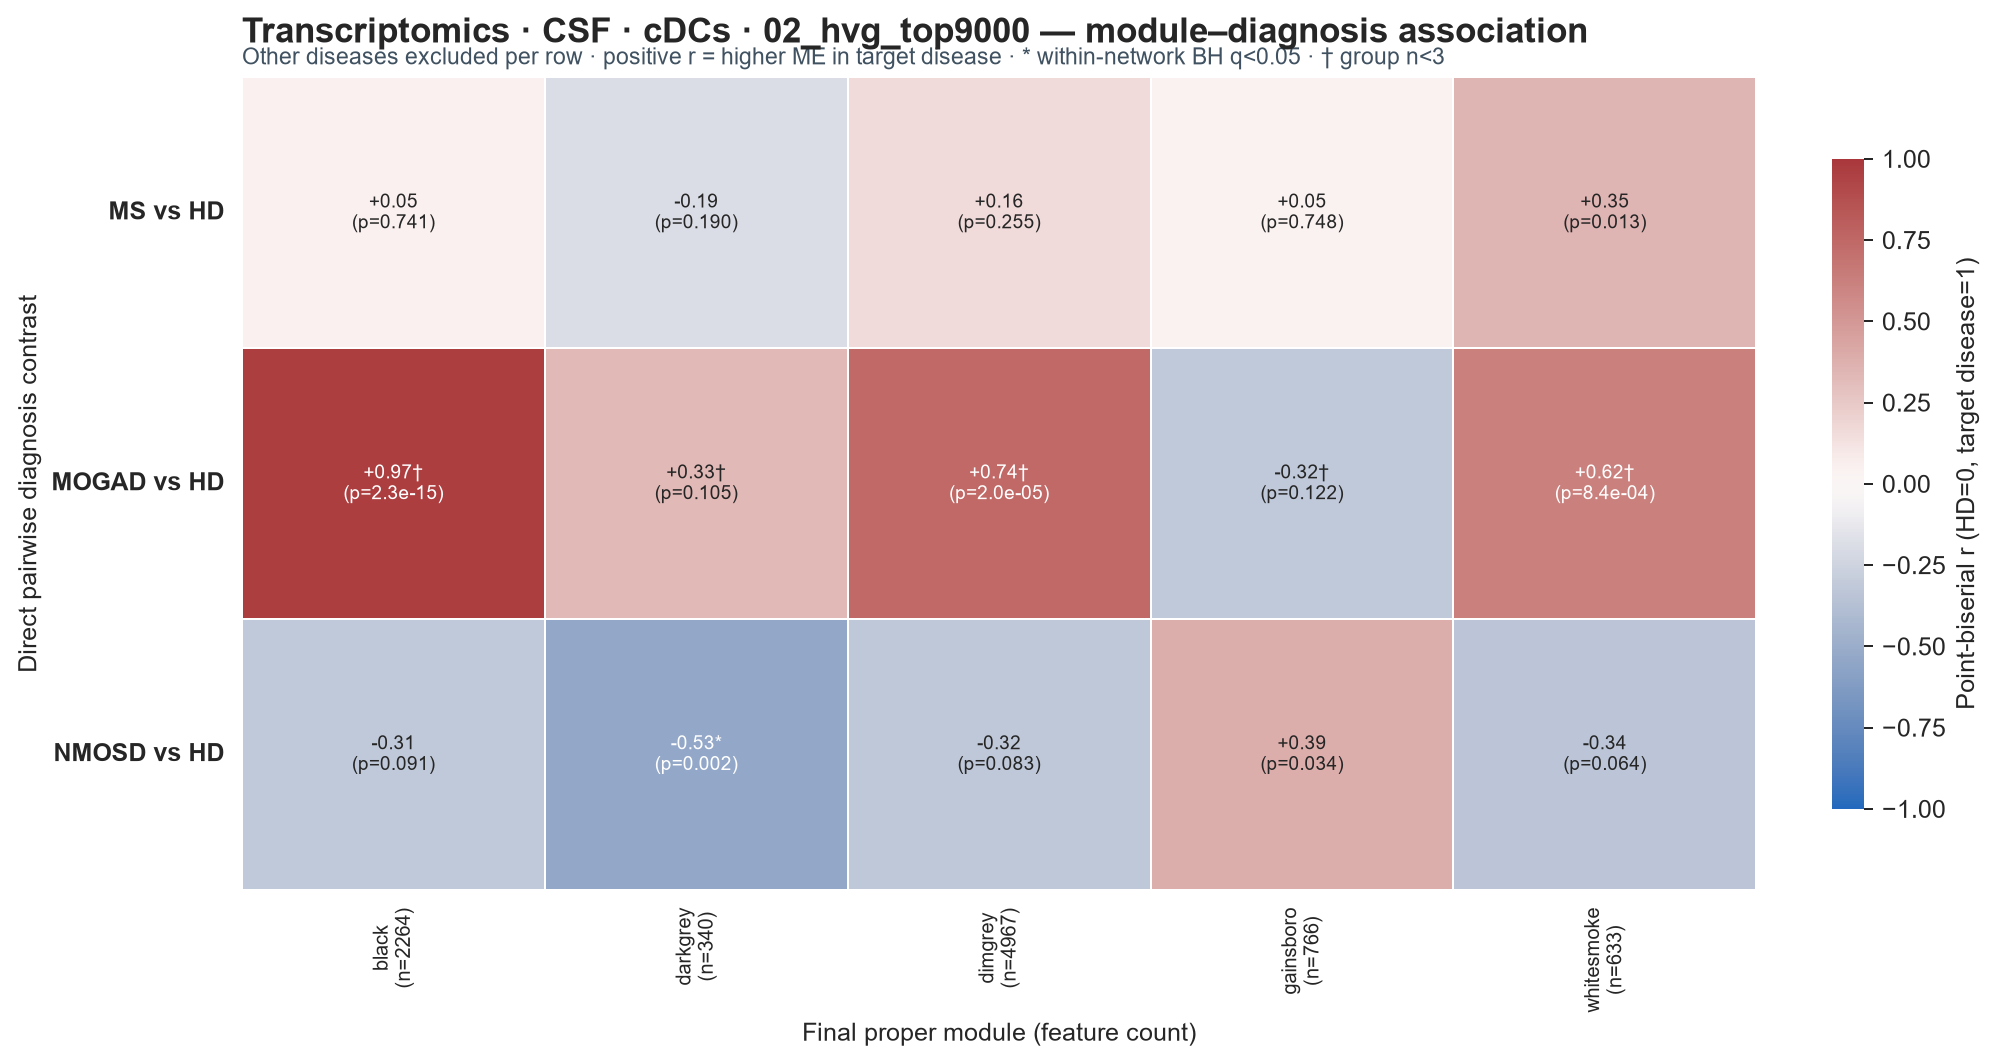 Transcriptomics · CSF · cDCs · 02_hvg_top9000 — module–diagnosis association
Other diseases excluded per row · positive r = higher ME in target disease · * within-network BH q<0.05 · † group n<3
Direct pairwise diagnosis contrast
MS vs HD
+0.05
(p=0.741)
-0.19
(p=0.190)
+0.16
(p=0.255)
+0.05
(p=0.748)
+0.35
(p=0.013)
MOGAD vs HD
+0.97†
(p=2.3e-15)
+0.33†
(p=0.105)
+0.74†
(p=2.0e-05)
-0.32†
(p=0.122)
+0.62†
(p=8.4e-04)
NMOSD vs HD
-0.31
(p=0.091)
-0.53*
(p=0.002)
-0.32
(p=0.083)
+0.39
(p=0.034)
-0.34
(p=0.064)
black
(n=2264)
darkgrey
(n=340)
dimgrey
(n=4967)
gainsboro
(n=766)
whitesmoke
(n=633)
Final proper module (feature count)
1.00
0.75
0.50
0.25
0.00
−0.25
−0.50
−0.75
−1.00
Point-biserial r (HD=0, target disease=1)